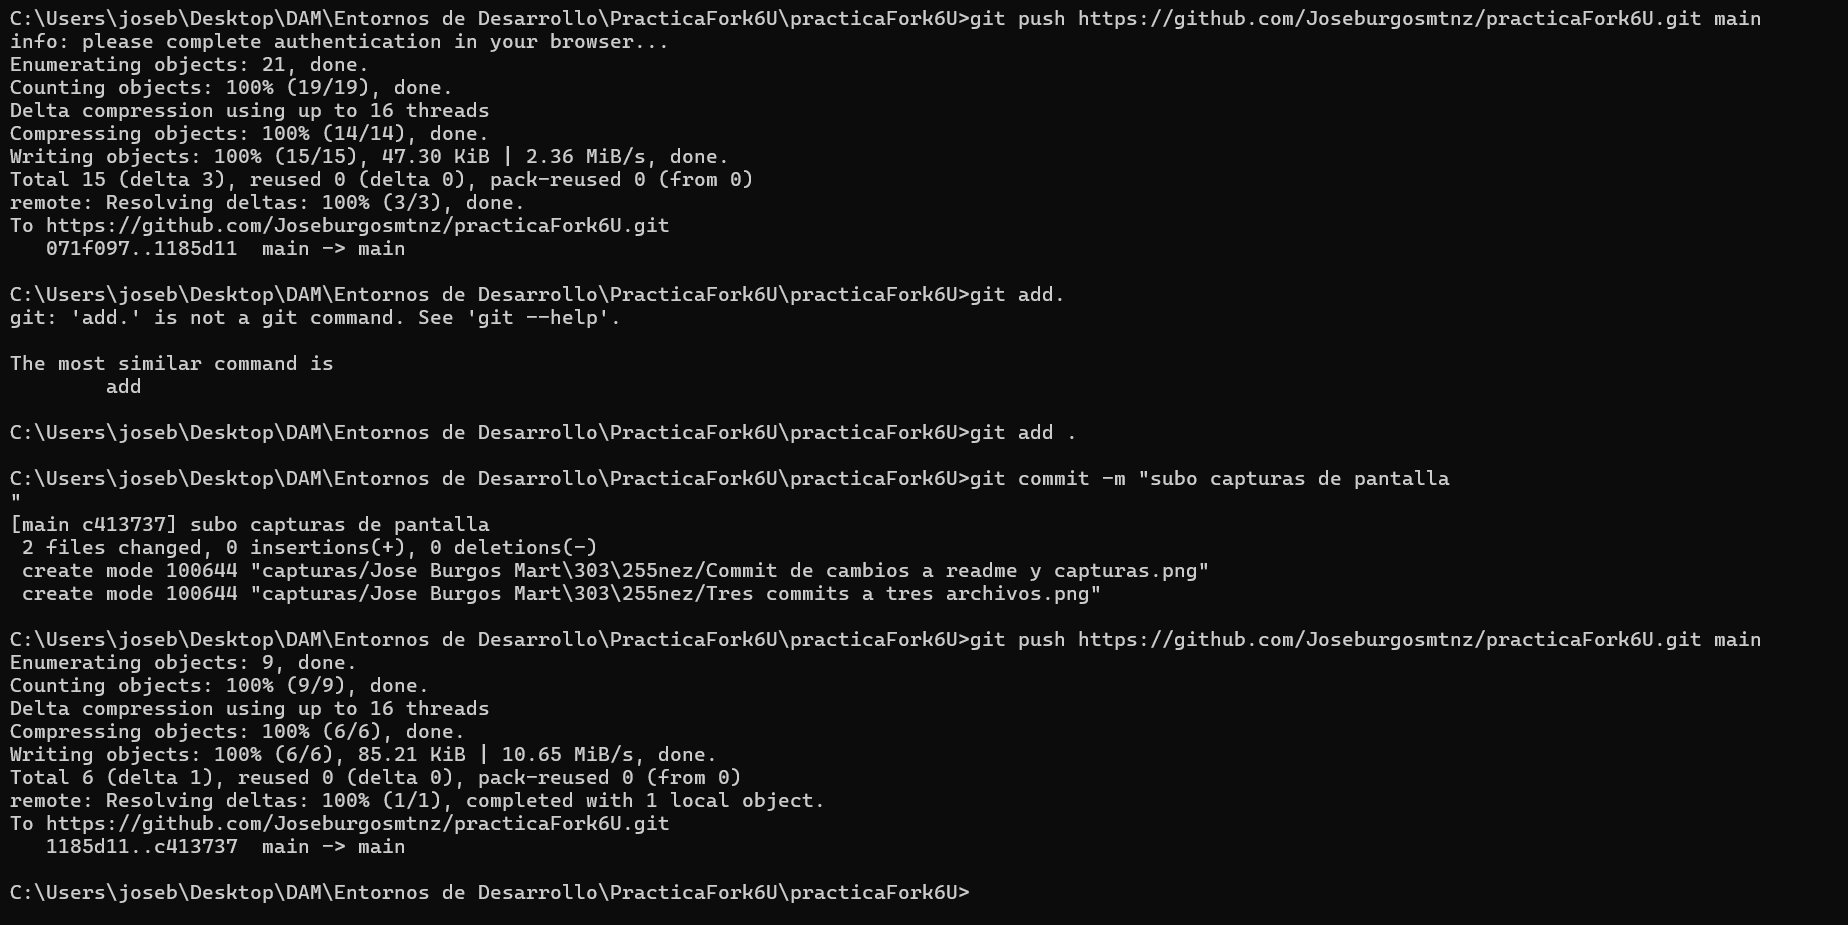 C:\Users\joseb\Desktop\DAM\Entornos de Desarrollo\PracticaFork6U\practicaFork6U>git push https://github.com/Joseburgosmtnz/practicaFork6U.git main
info: please complete authentication in your browser...
Enumerating objects: 21, done.
Counting objects: 100% (19/19), done.
Delta compression using up to 16 threads
Compressing objects: 100% (14/14), done.
Writing objects: 100% (15/15), 47.30 KiB | 2.36 MiB/s, done.
Total 15 (delta 3), reused 0 (delta 0), pack-reused 0 (from 0)
remote: Resolving deltas: 100% (3/3), done.
To https://github.com/Joseburgosmtnz/practicaFork6U.git
   071f097..1185d11  main -> main

C:\Users\joseb\Desktop\DAM\Entornos de Desarrollo\PracticaFork6U\practicaFork6U>git add.
git: 'add.' is not a git command. See 'git --help'.

The most similar command is
        add

C:\Users\joseb\Desktop\DAM\Entornos de Desarrollo\PracticaFork6U\practicaFork6U>git add .

C:\Users\joseb\Desktop\DAM\Entornos de Desarrollo\PracticaFork6U\practicaFork6U>git commit -m "subo capturas de pantalla
"
[main c413737] subo capturas de pantalla
 2 files changed, 0 insertions(+), 0 deletions(-)
 create mode 100644 "capturas/Jose Burgos Mart\303\255nez/Commit de cambios a readme y capturas.png"
 create mode 100644 "capturas/Jose Burgos Mart\303\255nez/Tres commits a tres archivos.png"

C:\Users\joseb\Desktop\DAM\Entornos de Desarrollo\PracticaFork6U\practicaFork6U>git push https://github.com/Joseburgosmtnz/practicaFork6U.git main
Enumerating objects: 9, done.
Counting objects: 100% (9/9), done.
Delta compression using up to 16 threads
Compressing objects: 100% (6/6), done.
Writing objects: 100% (6/6), 85.21 KiB | 10.65 MiB/s, done.
Total 6 (delta 1), reused 0 (delta 0), pack-reused 0 (from 0)
remote: Resolving deltas: 100% (1/1), completed with 1 local object.
To https://github.com/Joseburgosmtnz/practicaFork6U.git
   1185d11..c413737  main -> main

C:\Users\joseb\Desktop\DAM\Entornos de Desarrollo\PracticaFork6U\practicaFork6U>